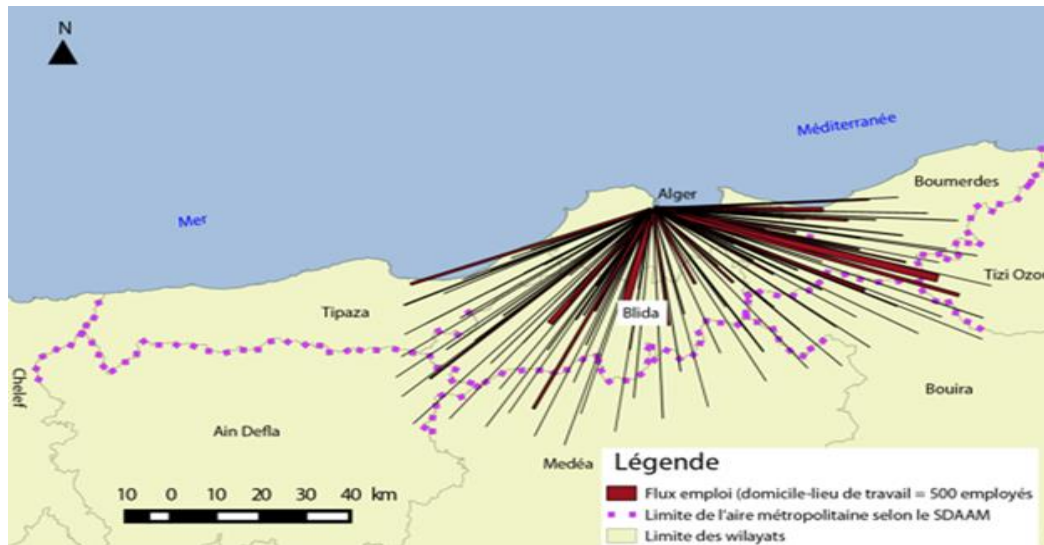 N
Méditerranée
Boumerdes
Alger
Mer
Tizi Ozou
Tipaza
Blida
Chelef
Bouira
Ain Defla
Medéa
Légende
10 0 10 20 30 40 km
Flux emploi (domicile-lieu de travail = 500 employés
Limite de l'aire métropolitaine selon le SDAAM
Limite des wilayats